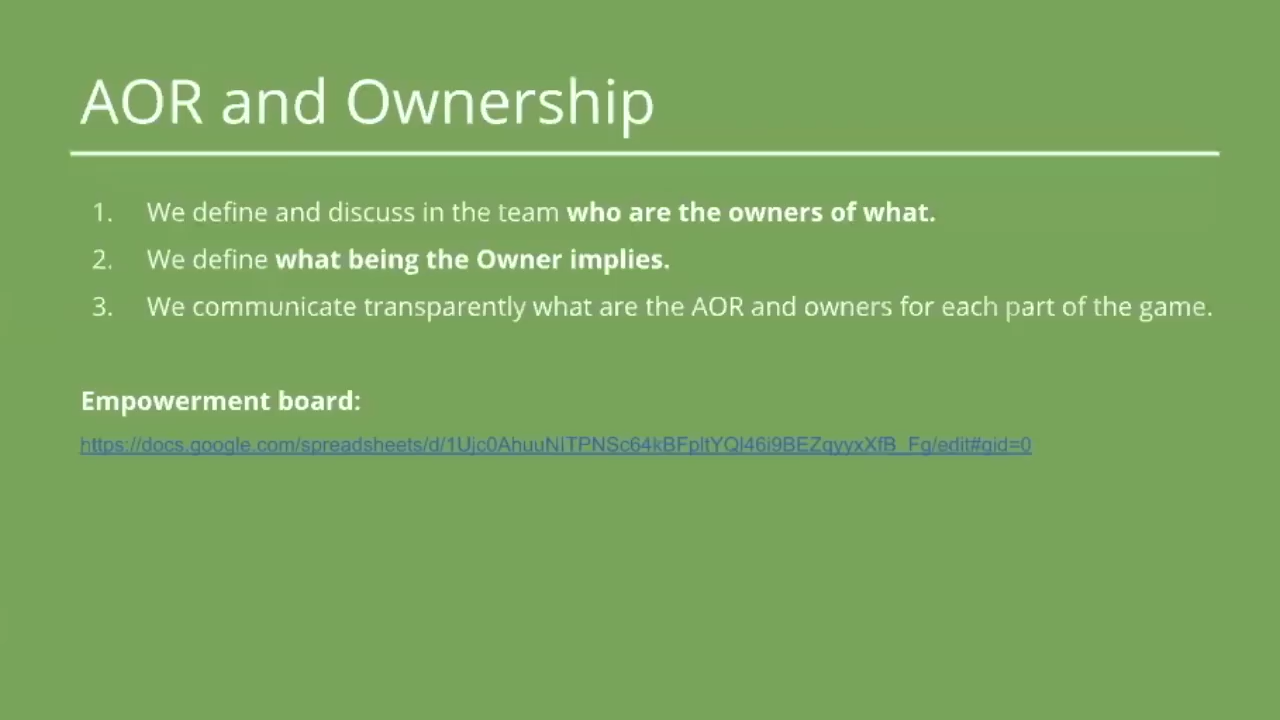 AOR and Ownership
1. We define and discuss in the team who are the owners of what.
2. We define what being the Owner implies.
3. We communicate transparently what are the AOR and owners for each part of the game.
Empowerment board:
https://docs.google.com/spreadsheets/d/1Ujc0AhuuNITPNSc64kBFpltYQl46i9BEZqyyxXfB_Fg/edit#gid=0